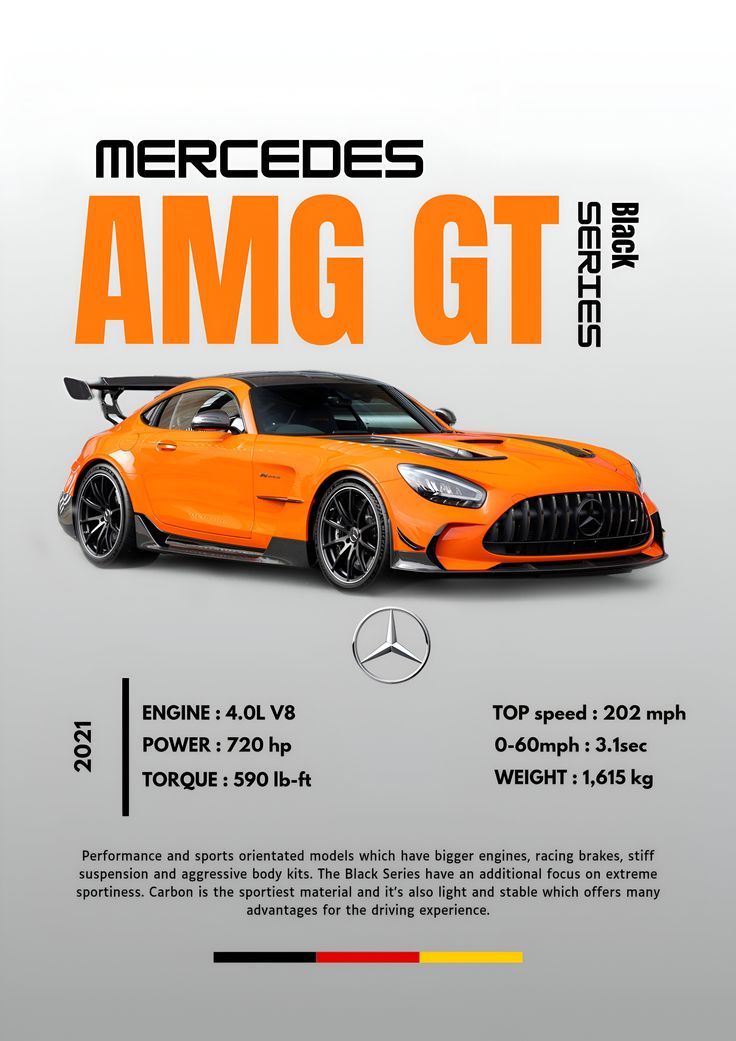 MERCEDES
AMG GT
Black
SERIES
2021
ENGINE : 4.0L V8
POWER : 720 hp
TORQUE : 590 lb-ft
TOP speed : 202 mph
0-60mph : 3.1sec
WEIGHT : 1,615 kg
Performance and sports orientated models which have bigger engines, racing brakes, stiff
suspension and aggressive body kits. The Black Series have an additional focus on extreme
sportiness. Carbon is the sportiest material and it's also light and stable which offers many
advantages for the driving experience.